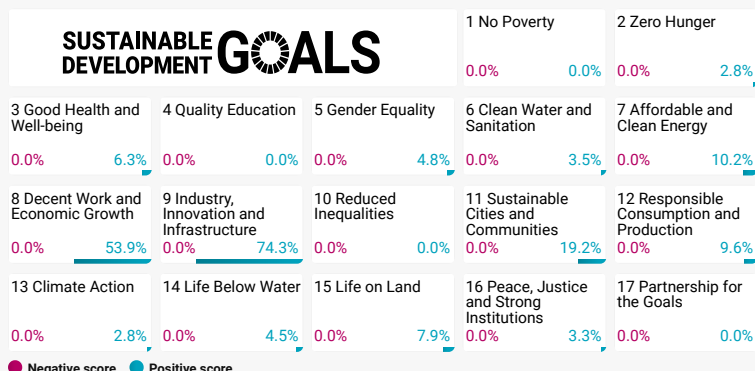 SUSTAINABLE DEVELOPMENT GOALS
1 No Poverty
0.0% 0.0%
2 Zero Hunger
0.0% 2.8%
3 Good Health and
Well-being
0.0% 6.3%
4 Quality Education
0.0% 0.0%
5 Gender Equality
0.0% 4.8%
6 Clean Water and
Sanitation
0.0% 3.5%
7 Affordable and
Clean Energy
0.0% 10.2%
8 Decent Work and
Economic Growth
0.0% 53.9%
9 Industry,
Innovation and
Infrastructure
0.0% 74.3%
10 Reduced
Inequalities
0.0% 0.0%
11 Sustainable
Cities and
Communities
0.0% 19.2%
12 Responsible
Consumption and
Production
0.0% 9.6%
13 Climate Action
0.0% 2.8%
14 Life Below Water
0.0% 4.5%
15 Life on Land
0.0% 7.9%
16 Peace, Justice
and Strong
Institutions
0.0% 3.3%
17 Partnership for
the Goals
0.0% 0.0%
Negative score Positive score